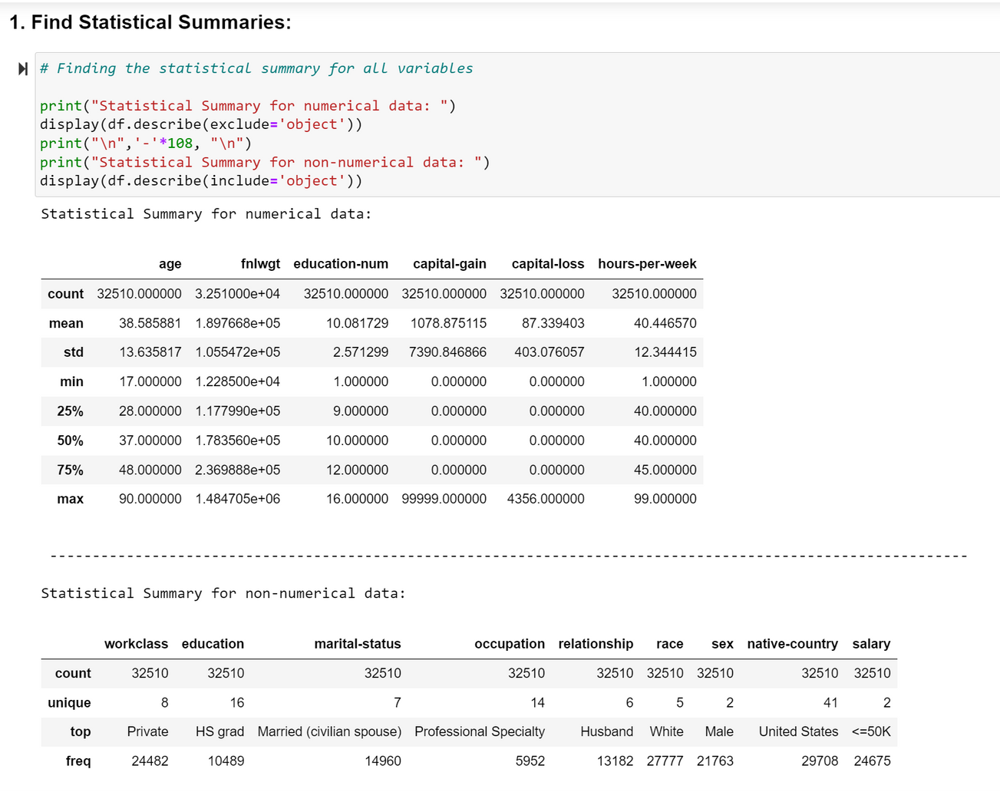 1. Find Statistical Summaries:
# Finding the statistical summary for all variables
print("Statistical Summary for numerical data: ")
display(df.describe(exclude='object'))
print("\n",'-'*108, "\n")
print("Statistical Summary for non-numerical data: ")
display(df.describe(include='object'))
Statistical Summary for numerical data:
age fnlwgt education-num capital-gain capital-loss hours-per-week
count 32510.000000 3.251000e+04 32510.000000 32510.000000 32510.000000 32510.000000
mean 38.585881 1.897668e+05 10.081729 1078.875115 87.339403 40.446570
std 13.635817 1.055472e+05 2.571299 7390.846866 403.076057 12.344415
min 17.000000 1.228500e+04 1.000000 0.000000 0.000000 1.000000
25% 28.000000 1.177990e+05 9.000000 0.000000 0.000000 40.000000
50% 37.000000 1.783560e+05 10.000000 0.000000 0.000000 40.000000
75% 48.000000 2.369888e+05 12.000000 0.000000 0.000000 45.000000
max 90.000000 1.484705e+06 16.000000 99999.000000 4356.000000 99.000000
------------------------------------------------------------------------------------------------------------
Statistical Summary for non-numerical data:
workclass education marital-status occupation relationship race sex native-country salary
count 32510 32510 32510 32510 32510 32510 32510 32510 32510
unique 8 16 7 14 6 5 2 41 2
top Private HS grad Married (civilian spouse) Professional Specialty Husband White Male United States <=50K
freq 24482 10489 14960 5952 13182 27777 21763 29708 24675